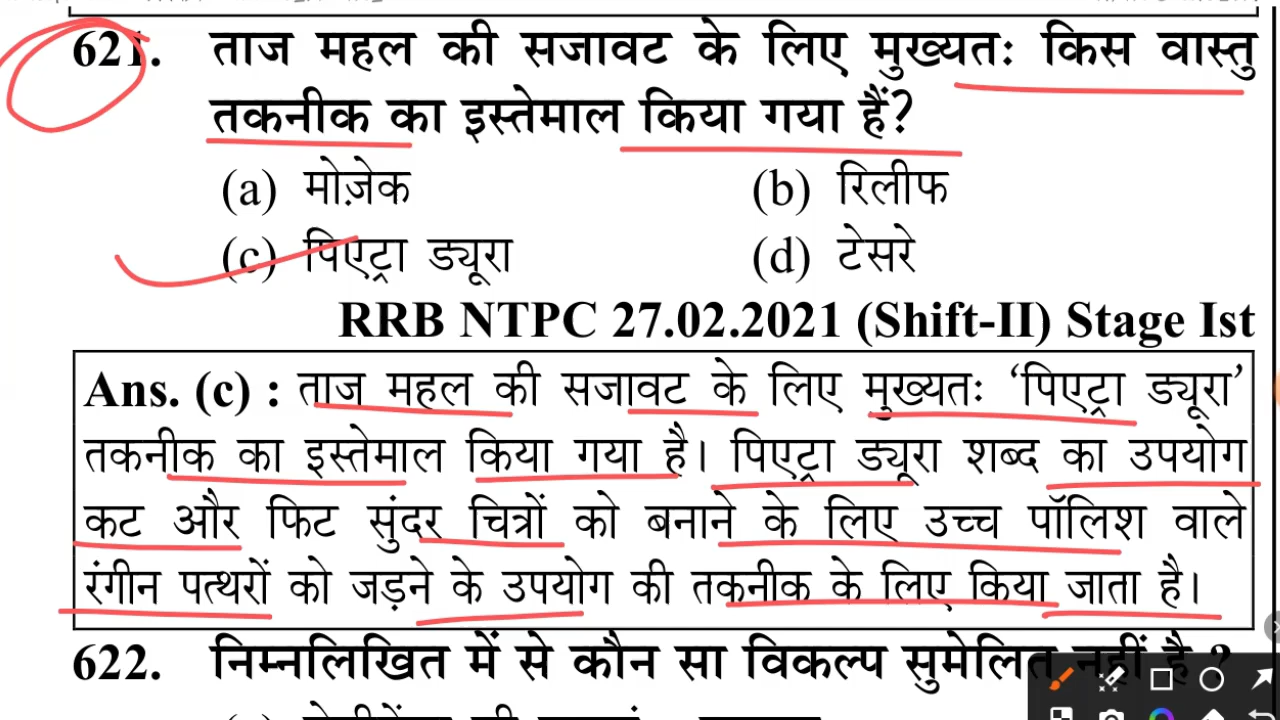 621. ताज महल की सजावट के लिए मुख्यतः किस वास्तु
तकनीक का इस्तेमाल किया गया हैं?
(a) मोज़ेक (b) रिलीफ
(c) पिएट्रा ड्यूरा (d) टेसरे
RRB NTPC 27.02.2021 (Shift-II) Stage Ist
Ans. (c) : ताज महल की सजावट के लिए मुख्यतः ‘पिएट्रा ड्यूरा’
तकनीक का इस्तेमाल किया गया है। पिएट्रा ड्यूरा शब्द का उपयोग
कट और फिट सुंदर चित्रों को बनाने के लिए उच्च पॉलिश वाले
रंगीन पत्थरों को जड़ने के उपयोग की तकनीक के लिए किया जाता है।
622. निम्नलिखित में से कौन सा विकल्प सुमेलित नहीं है ?